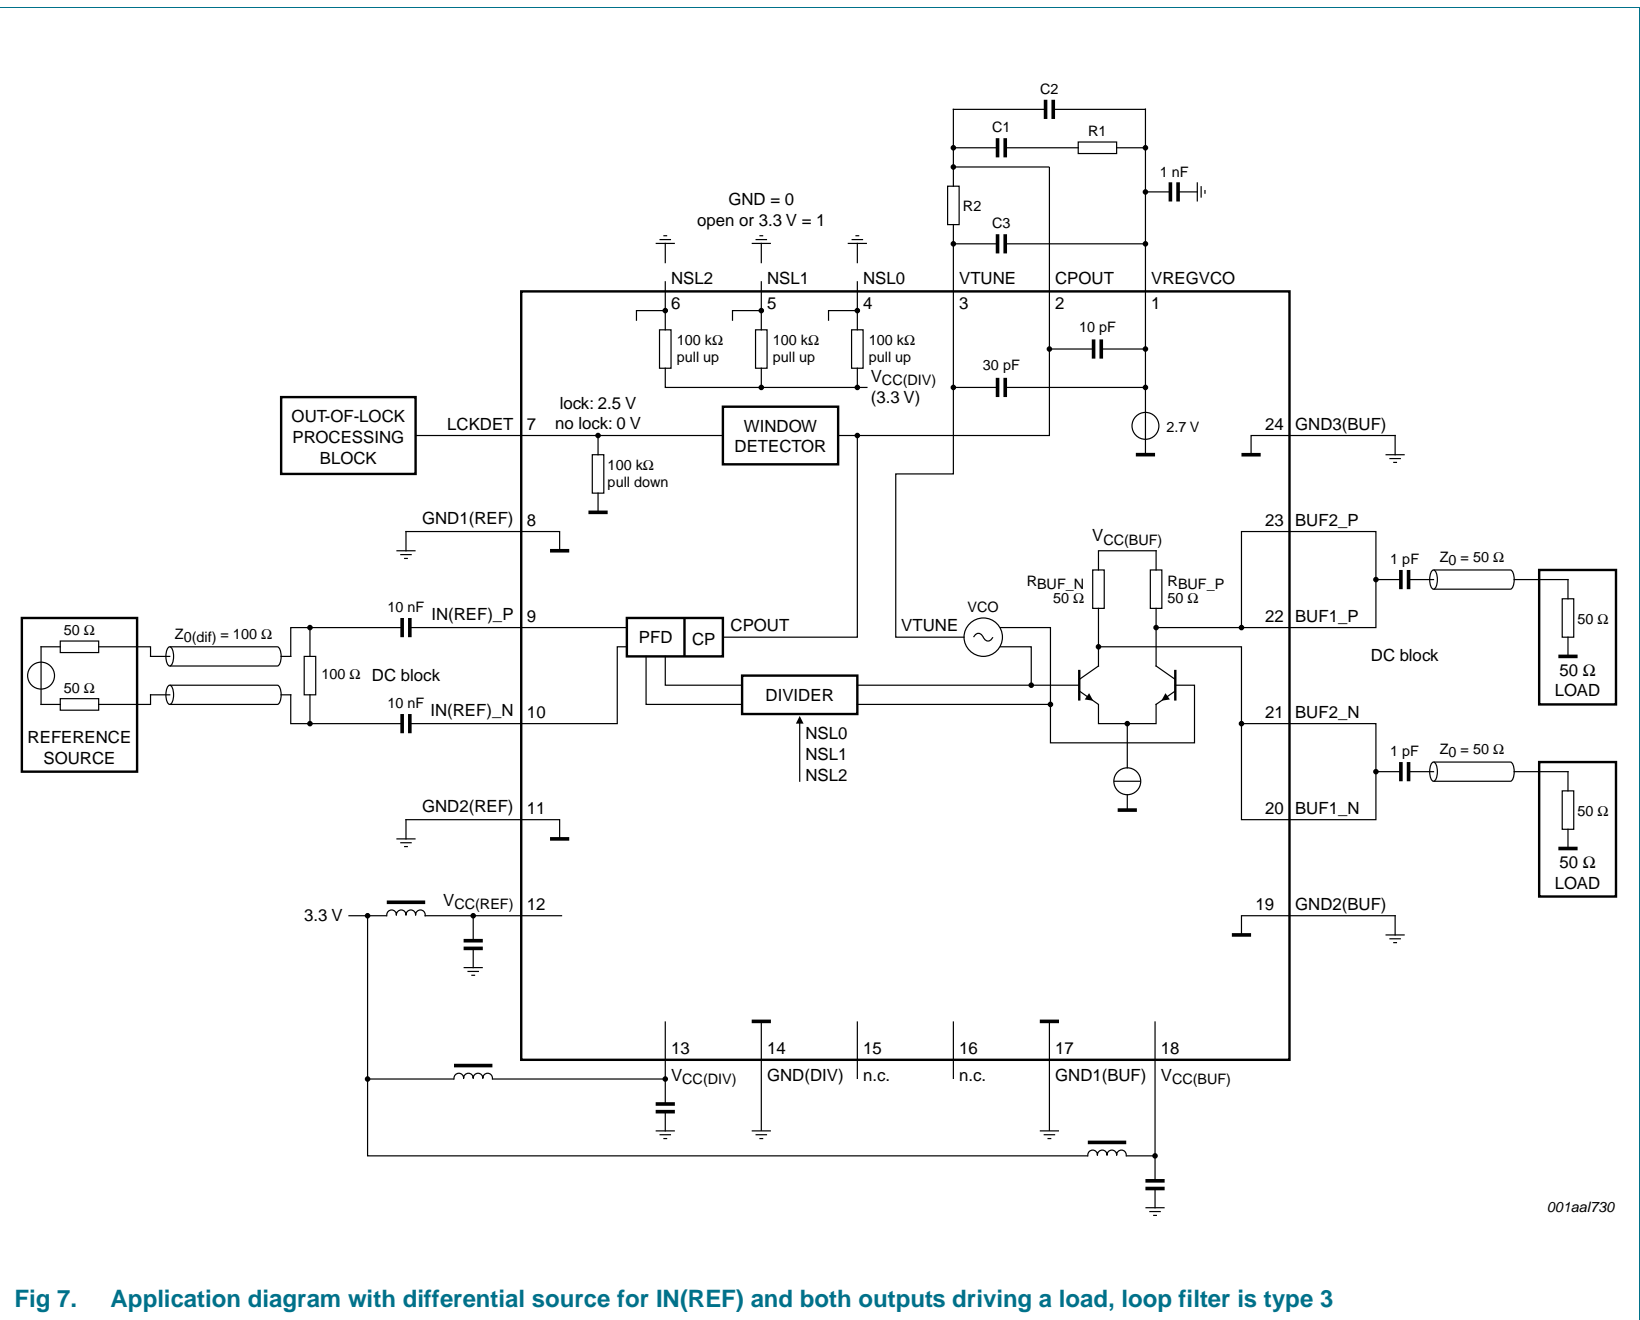 C2
C1
R1
1 nF
R2
C3
GND = 0
open or 3.3 V = 1
NSL2
NSL1
NSL0
VTUNE
CPOUT
VREGVCO
6
5
4
3
2
1
100 kΩ
pull up
100 kΩ
pull up
100 kΩ
pull up
VCC(DIV)
(3.3 V)
10 pF
30 pF
2.7 V
OUT-OF-LOCK
PROCESSING
BLOCK
LCKDET
7
lock: 2.5 V
no lock: 0 V
WINDOW
DETECTOR
100 kΩ
pull down
24
GND3(BUF)
GND1(REF)
8
23
BUF2_P
VCC(BUF)
RBUF_N
50 Ω
RBUF_P
50 Ω
1 pF
Z0 = 50 Ω
50 Ω
50 Ω
LOAD
10 nF
IN(REF)_P
9
PFD
CP
CPOUT
VTUNE
VCO
22
BUF1_P
DC block
50 Ω
50 Ω
REFERENCE
SOURCE
Z0(dif) = 100 Ω
100 Ω
DC block
10 nF
IN(REF)_N
10
DIVIDER
NSL0
NSL1
NSL2
21
BUF2_N
1 pF
Z0 = 50 Ω
50 Ω
50 Ω
LOAD
GND2(REF)
11
20
BUF1_N
3.3 V
VCC(REF)
12
19
GND2(BUF)
13
14
15
16
17
18
VCC(DIV)
GND(DIV)
n.c.
n.c.
GND1(BUF)
VCC(BUF)
001aal730
Fig 7. Application diagram with differential source for IN(REF) and both outputs driving a load, loop filter is type 3